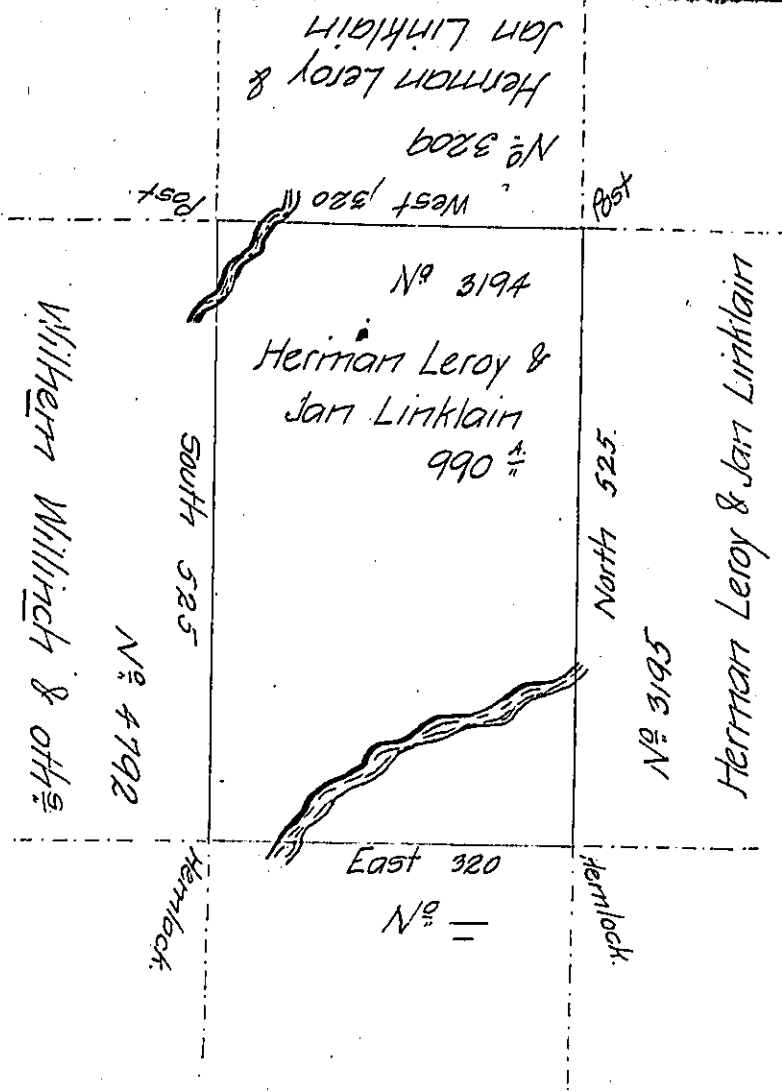 Herman Leroy &
Jan Linklain
Nº 3209
West 320
Post
Post
Nº 3194
Herman Leroy &
Jan Linklain
990 A.
South 525
North 525.
Wilhem Willinch & oths.
Nº 4792
Nº 3195
Herman Leroy & Jan Linklain
East 320
Nº —
Hemlock.
Hemlock.